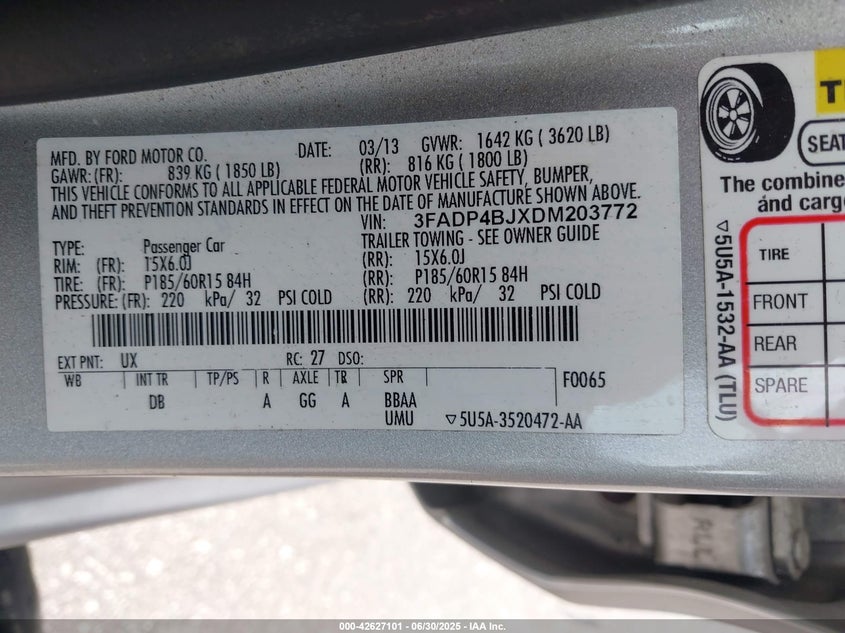 MFD. BY FORD MOTOR CO. DATE: 03/13 GVWR: 1642 KG ( 3620 LB)
GAWR: (FR): 839 KG ( 1850 LB) (RR): 816 KG ( 1800 LB)
THIS VEHICLE CONFORMS TO ALL APPLICABLE FEDERAL MOTOR VEHICLE SAFETY, BUMPER,
AND THEFT PREVENTION STANDARDS IN EFFECT ON THE DATE OF MANUFACTURE SHOWN ABOVE.
VIN: 3FADP4BJXDM203772
TYPE: Passenger Car TRAILER TOWING - SEE OWNER GUIDE
RIM: (FR): 15X6.0J (RR): 15X6.0J
TIRE: (FR): P185/60R15 84H (RR): P185/60R15 84H
PRESSURE: (FR): 220 kPa/ 32 PSI COLD (RR): 220 kPa/ 32 PSI COLD
EXT PNT: UX RC: 27 DSO:
WB INT TR TP/PS R AXLE TR SPR F0065
DB A GG A BBAA
UMU ▽5U5A-3520472-AA
SEAT
The combine
and carg
TIRE
FRONT
REAR
SPARE
▽5U5A-1532-AA (TLU)
000-42627101 - 06/30/2025 - IAA Inc.